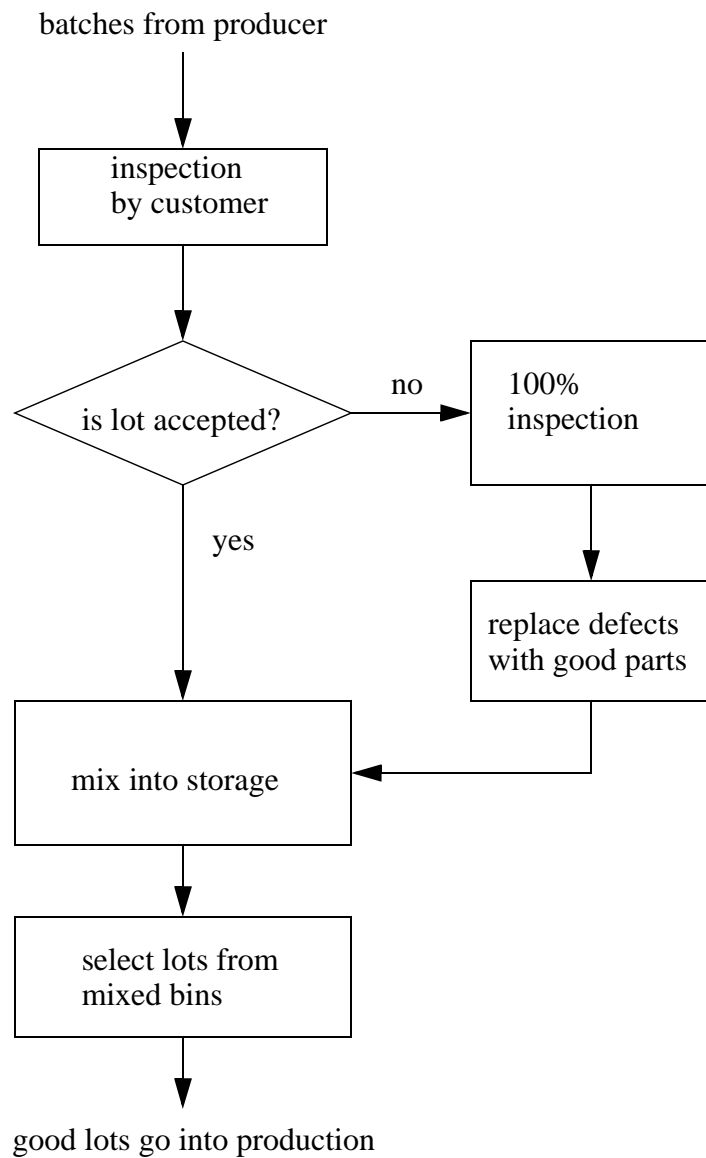 batches from producer
inspection
by customer
is lot accepted?
no
100%
inspection
yes
replace defects
with good parts
mix into storage
select lots from
mixed bins
good lots go into production